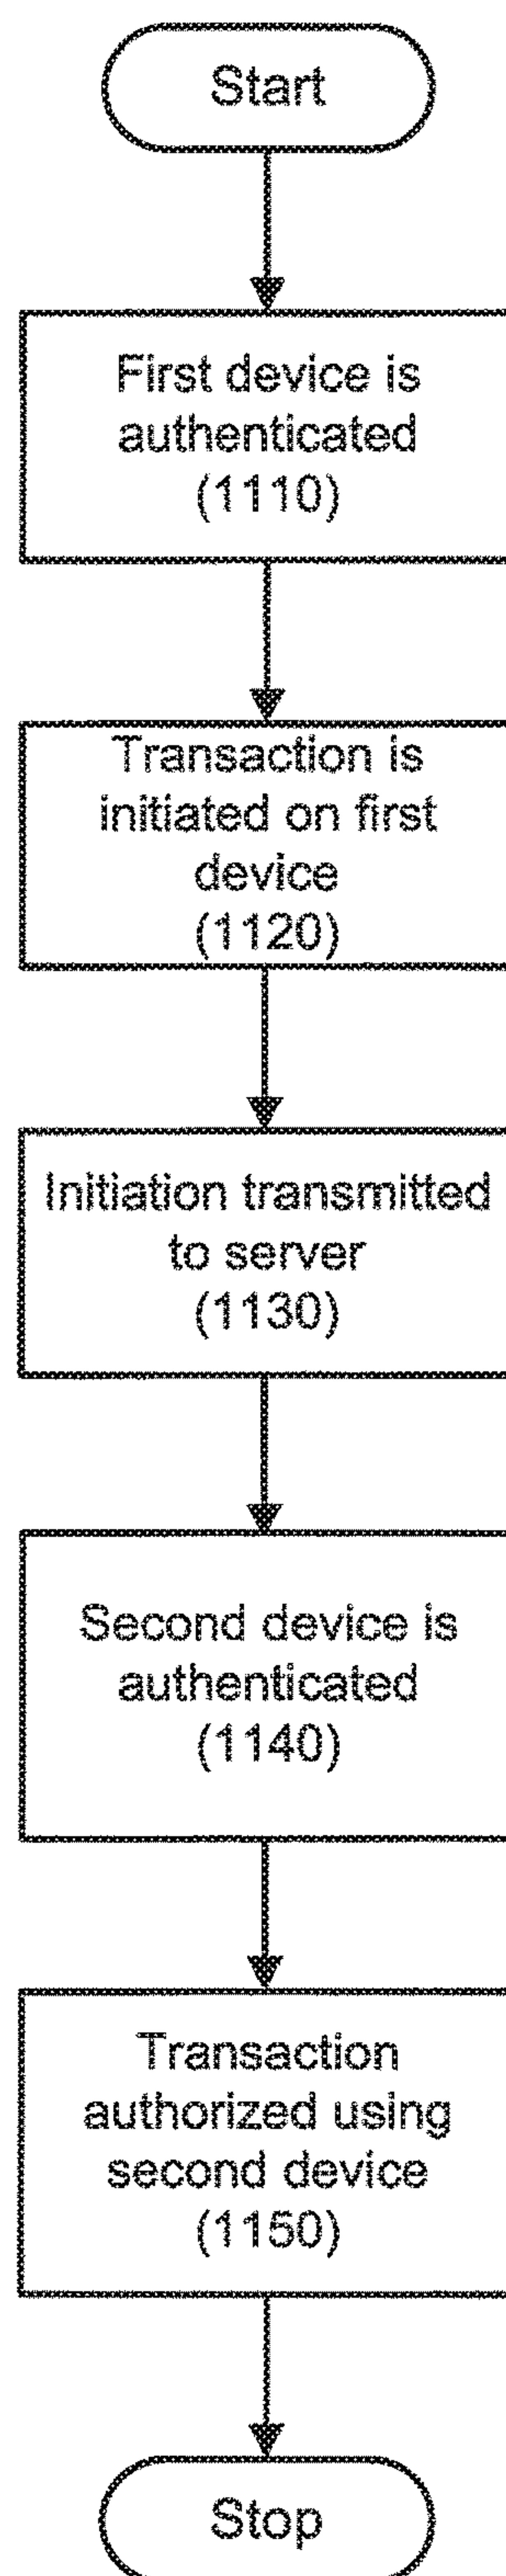 Start
First device is
authenticated
(1110)
Transaction is
initiated on first
device
(1120)
Initiation transmitted
to server
(1130)
Second device is
authenticated
(1140)
Transaction
authorized using
second device
(1150)
Stop